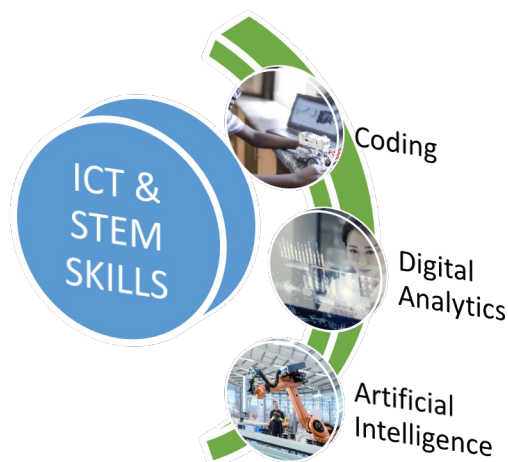 ICT &
STEM
SKILLS
Coding
Digital
Analytics
Artificial
Intelligence